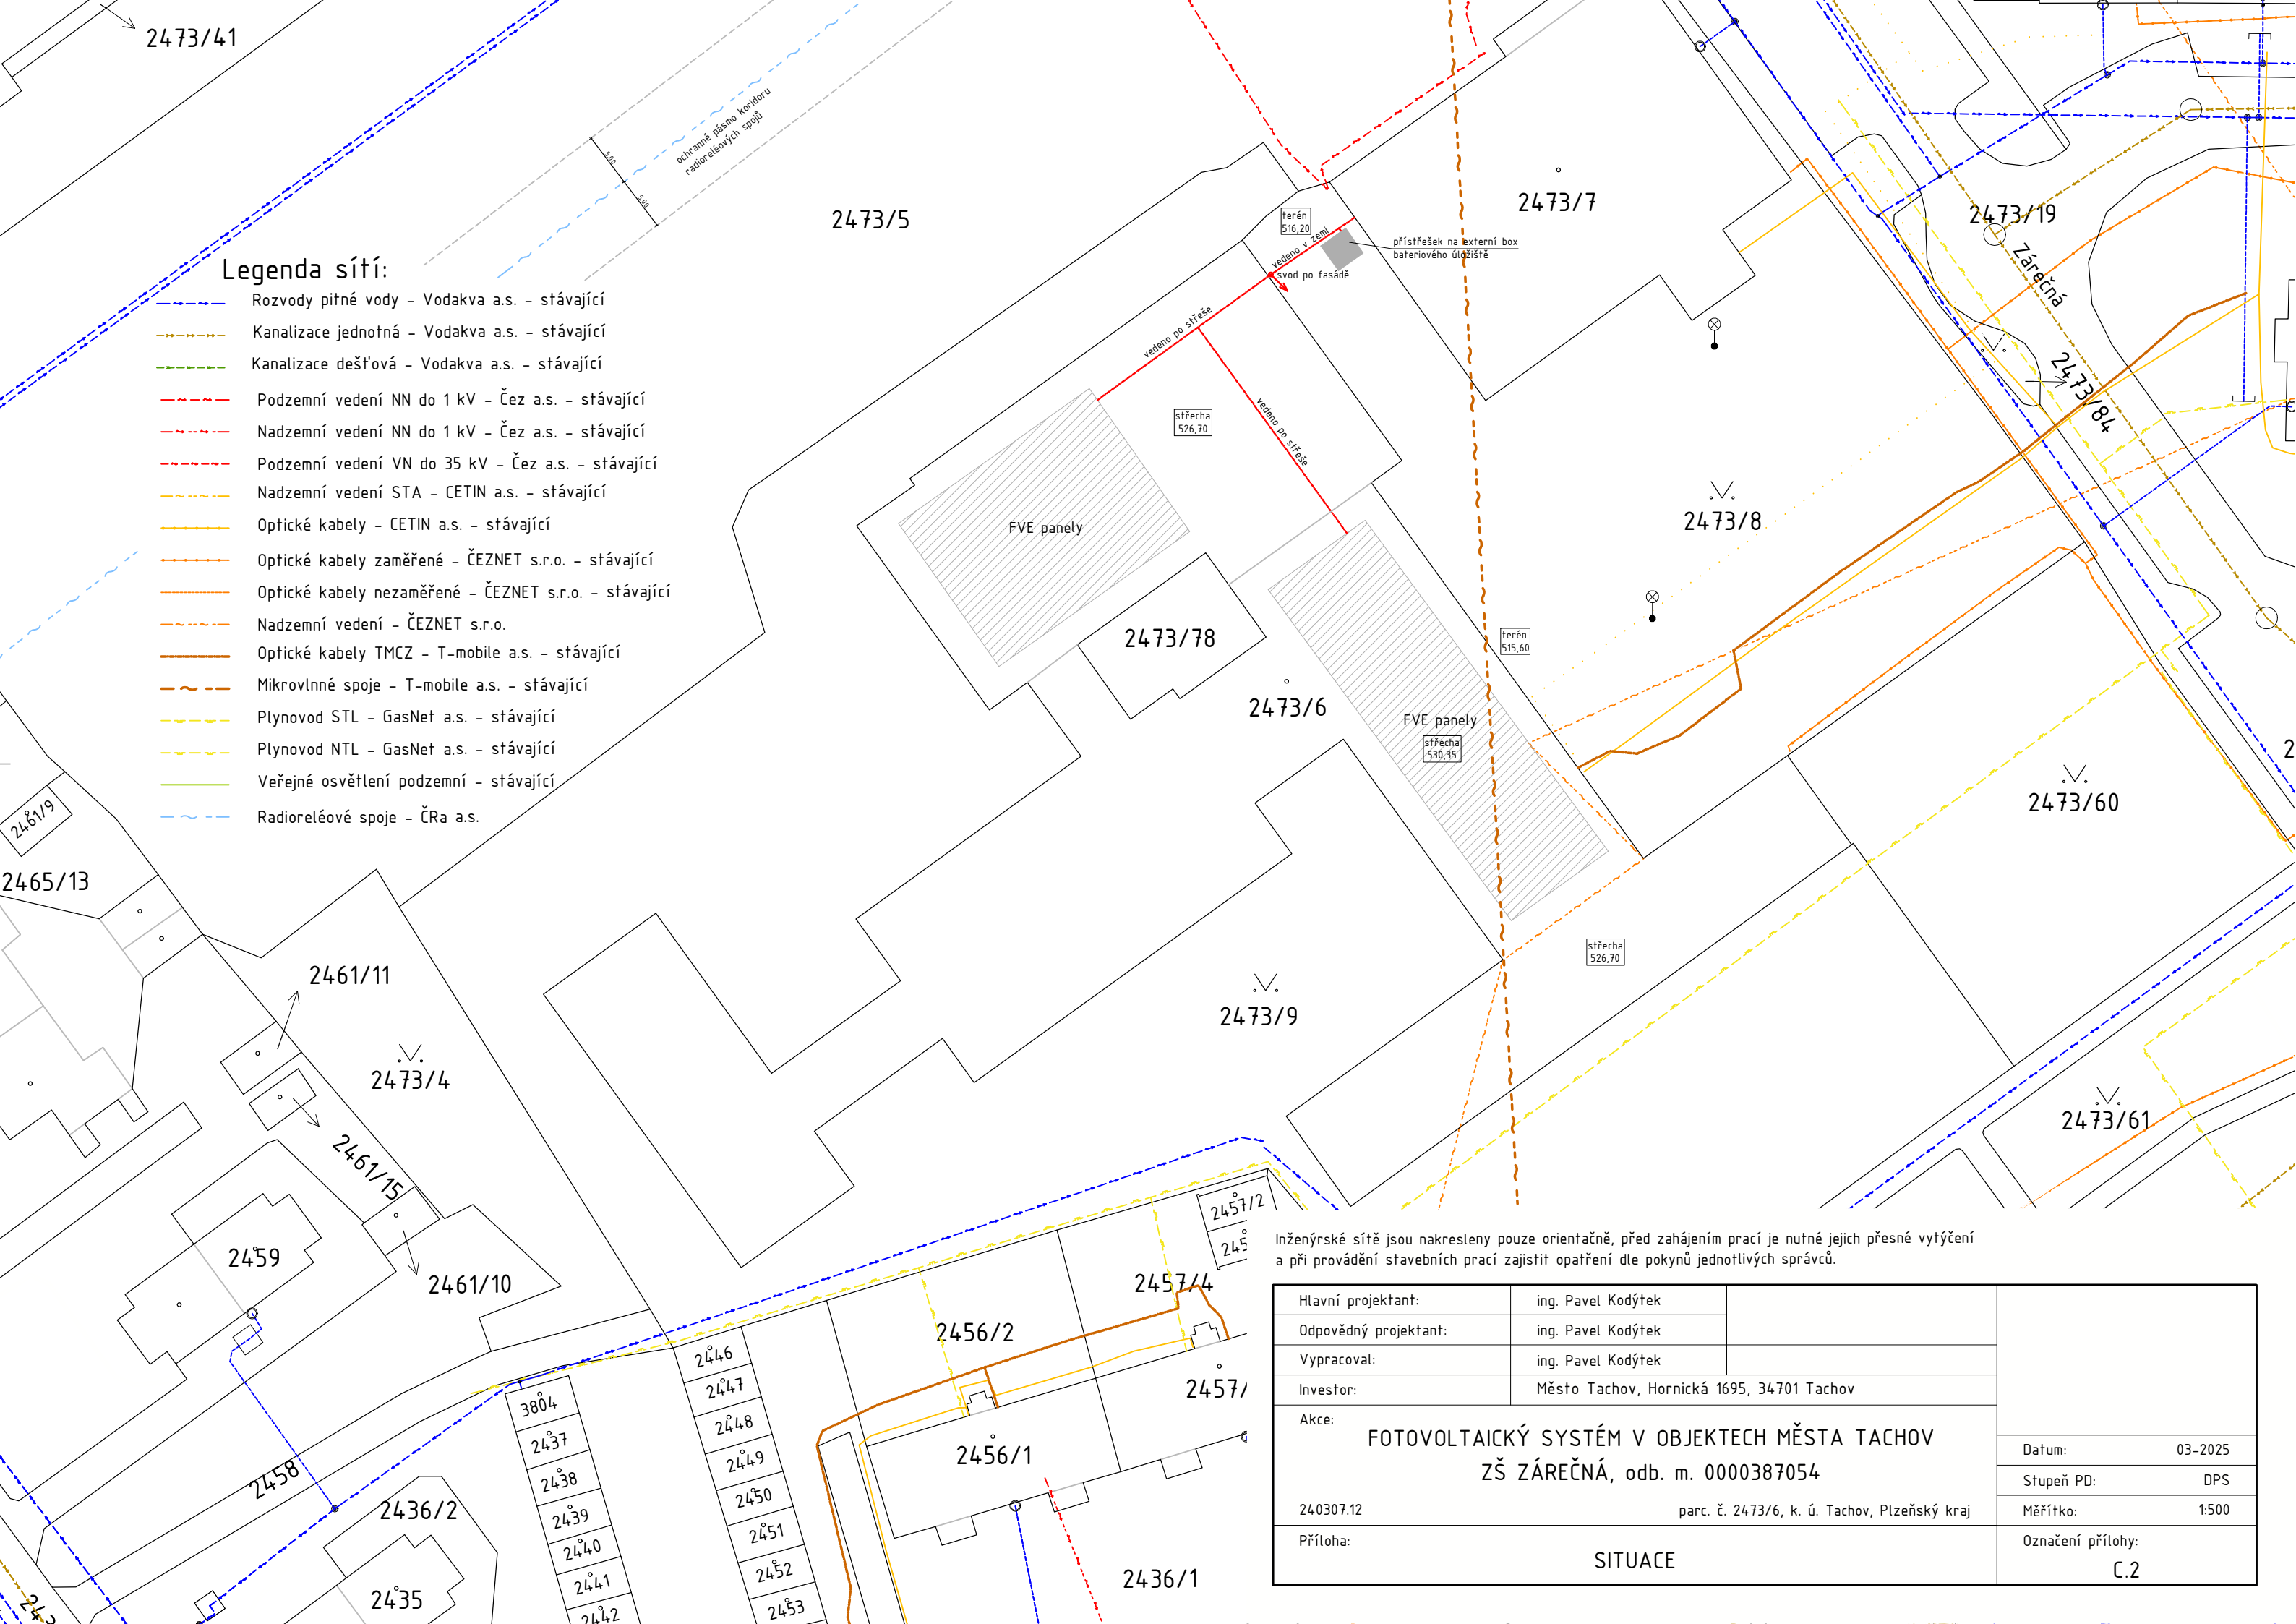 2473/41
ochranné pásmo koridoru
radioreléových spojů
5,00
5,00
2473/5
2473/7
2473/19
Zárečná
2473/84
terén
516,20
vedeno v zemi
svod po fasádě
přístřešek na externí box
bateriového úložiště
vedeno po střeše
vedeno po střeše
střecha
526,70
FVE panely
2473/78
2473/6
2473/8
terén
515,60
FVE panely
střecha
530,35
střecha
526,70
2473/60
2473/61
2473/9
Legenda sítí:
Rozvody pitné vody - Vodakva a.s. - stávající
Kanalizace jednotná - Vodakva a.s. - stávající
Kanalizace dešťová - Vodakva a.s. - stávající
Podzemní vedení NN do 1 kV - Čez a.s. - stávající
Nadzemní vedení NN do 1 kV - Čez a.s. - stávající
Podzemní vedení VN do 35 kV - Čez a.s. - stávající
Nadzemní vedení STA - CETIN a.s. - stávající
Optické kabely - CETIN a.s. - stávající
Optické kabely zaměřené - ČEZNET s.r.o. - stávající
Optické kabely nezaměřené - ČEZNET s.r.o. - stávající
Nadzemní vedení - ČEZNET s.r.o.
Optické kabely TMCZ - T-mobile a.s. - stávající
Mikrovlnné spoje - T-mobile a.s. - stávající
Plynovod STL - GasNet a.s. - stávající
Plynovod NTL - GasNet a.s. - stávající
Veřejné osvětlení podzemní - stávající
Radioreléové spoje - ČRa a.s.
2461/9
2465/13
2461/11
2473/4
2461/15
2459
2461/10
2458
2436/2
2435
3804
2437
2438
2439
2440
2441
2442
2446
2447
2448
2449
2450
2451
2452
2453
2456/2
2456/1
2457/4
2457/2
2457/
2436/1
Inženýrské sítě jsou nakresleny pouze orientačně, před zahájením prací je nutné jejich přesné vytýčení
a při provádění stavebních prací zajistit opatření dle pokynů jednotlivých správců.
Hlavní projektant: ing. Pavel Kodýtek
Odpovědný projektant: ing. Pavel Kodýtek
Vypracoval: ing. Pavel Kodýtek
Investor: Město Tachov, Hornická 1695, 34701 Tachov
Akce:
FOTOVOLTAICKÝ SYSTÉM V OBJEKTECH MĚSTA TACHOV
ZŠ ZÁREČNÁ, odb. m. 0000387054
240307.12 parc. č. 2473/6, k. ú. Tachov, Plzeňský kraj
Datum: 03-2025
Stupeň PD: DPS
Měřítko: 1:500
Příloha:
SITUACE
Označení přílohy:
C.2